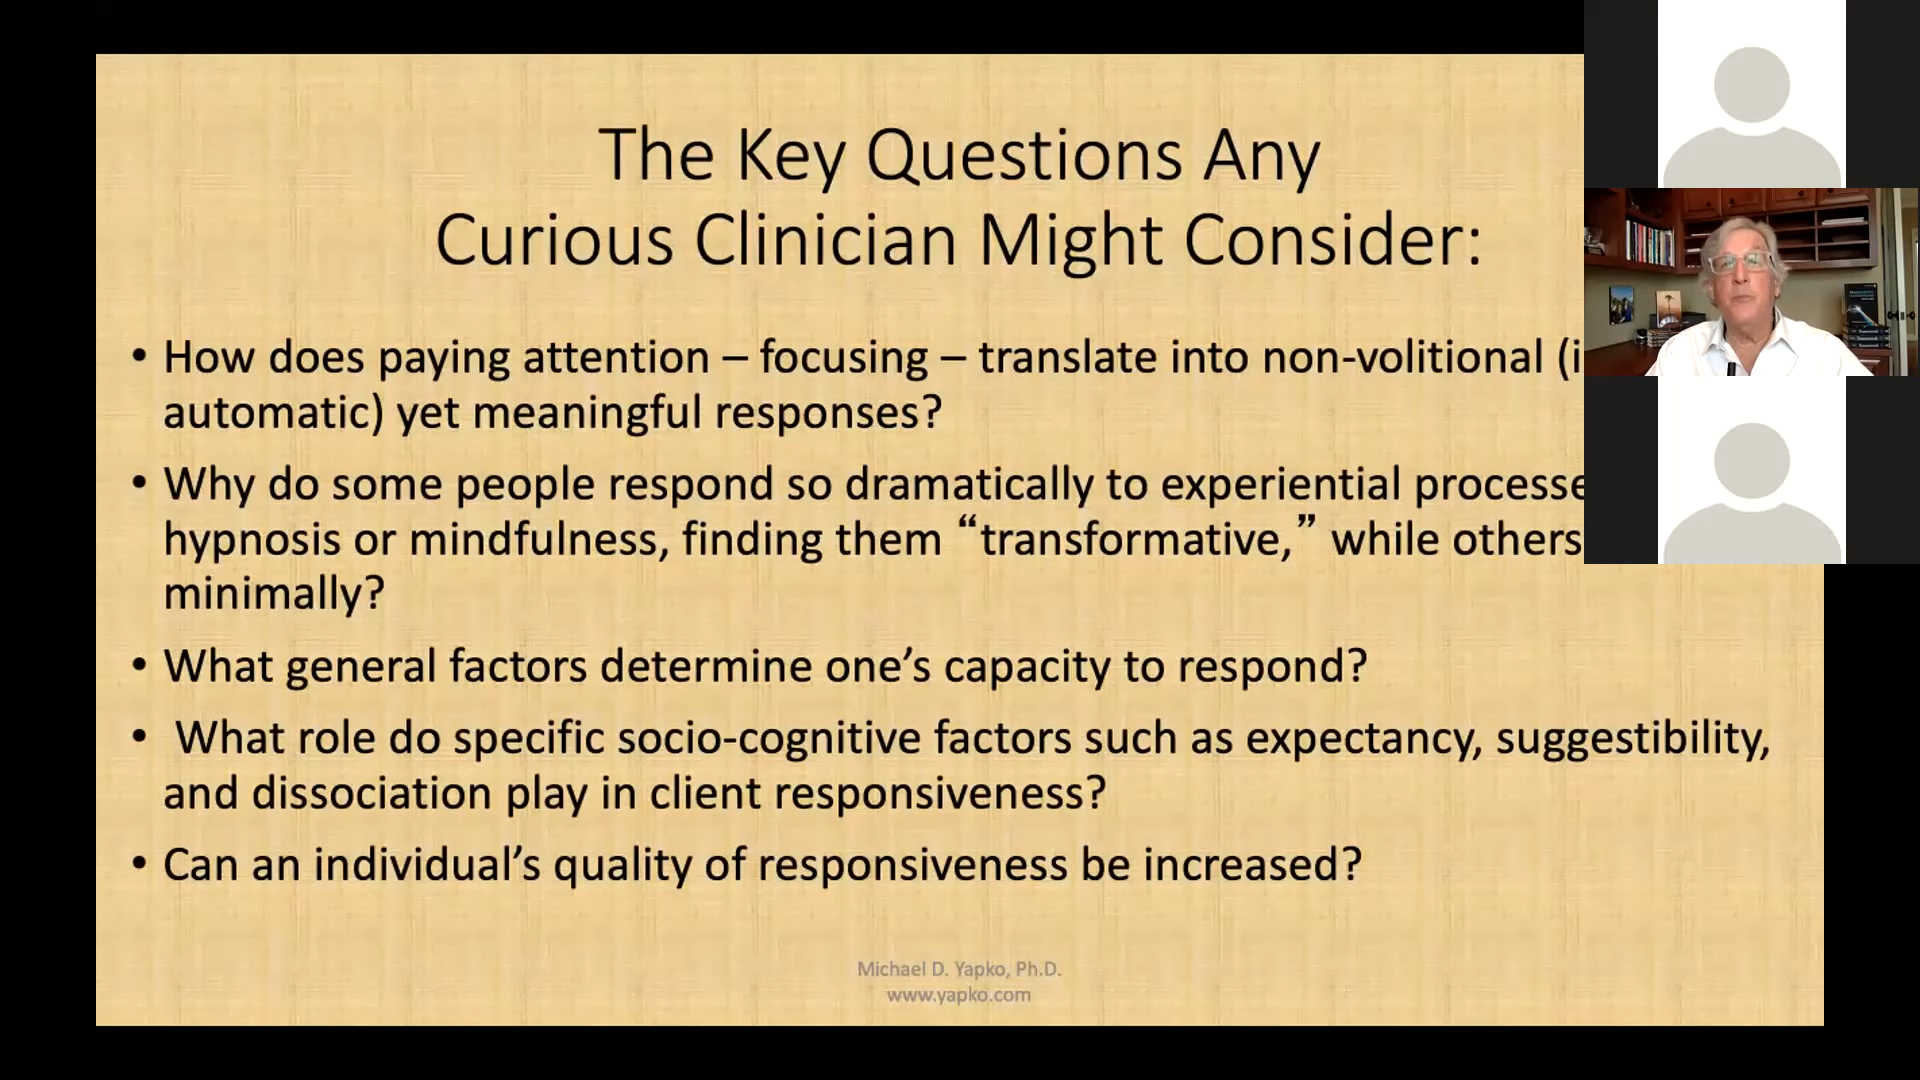 The Key Questions Any
Curious Clinician Might Consider:
• How does paying attention – focusing – translate into non-volitional (i
automatic) yet meaningful responses?
• Why do some people respond so dramatically to experiential processe
hypnosis or mindfulness, finding them “transformative,” while others
minimally?
• What general factors determine one’s capacity to respond?
• What role do specific socio-cognitive factors such as expectancy, suggestibility,
and dissociation play in client responsiveness?
• Can an individual’s quality of responsiveness be increased?
Michael D. Yapko, Ph.D.
www.yapko.com